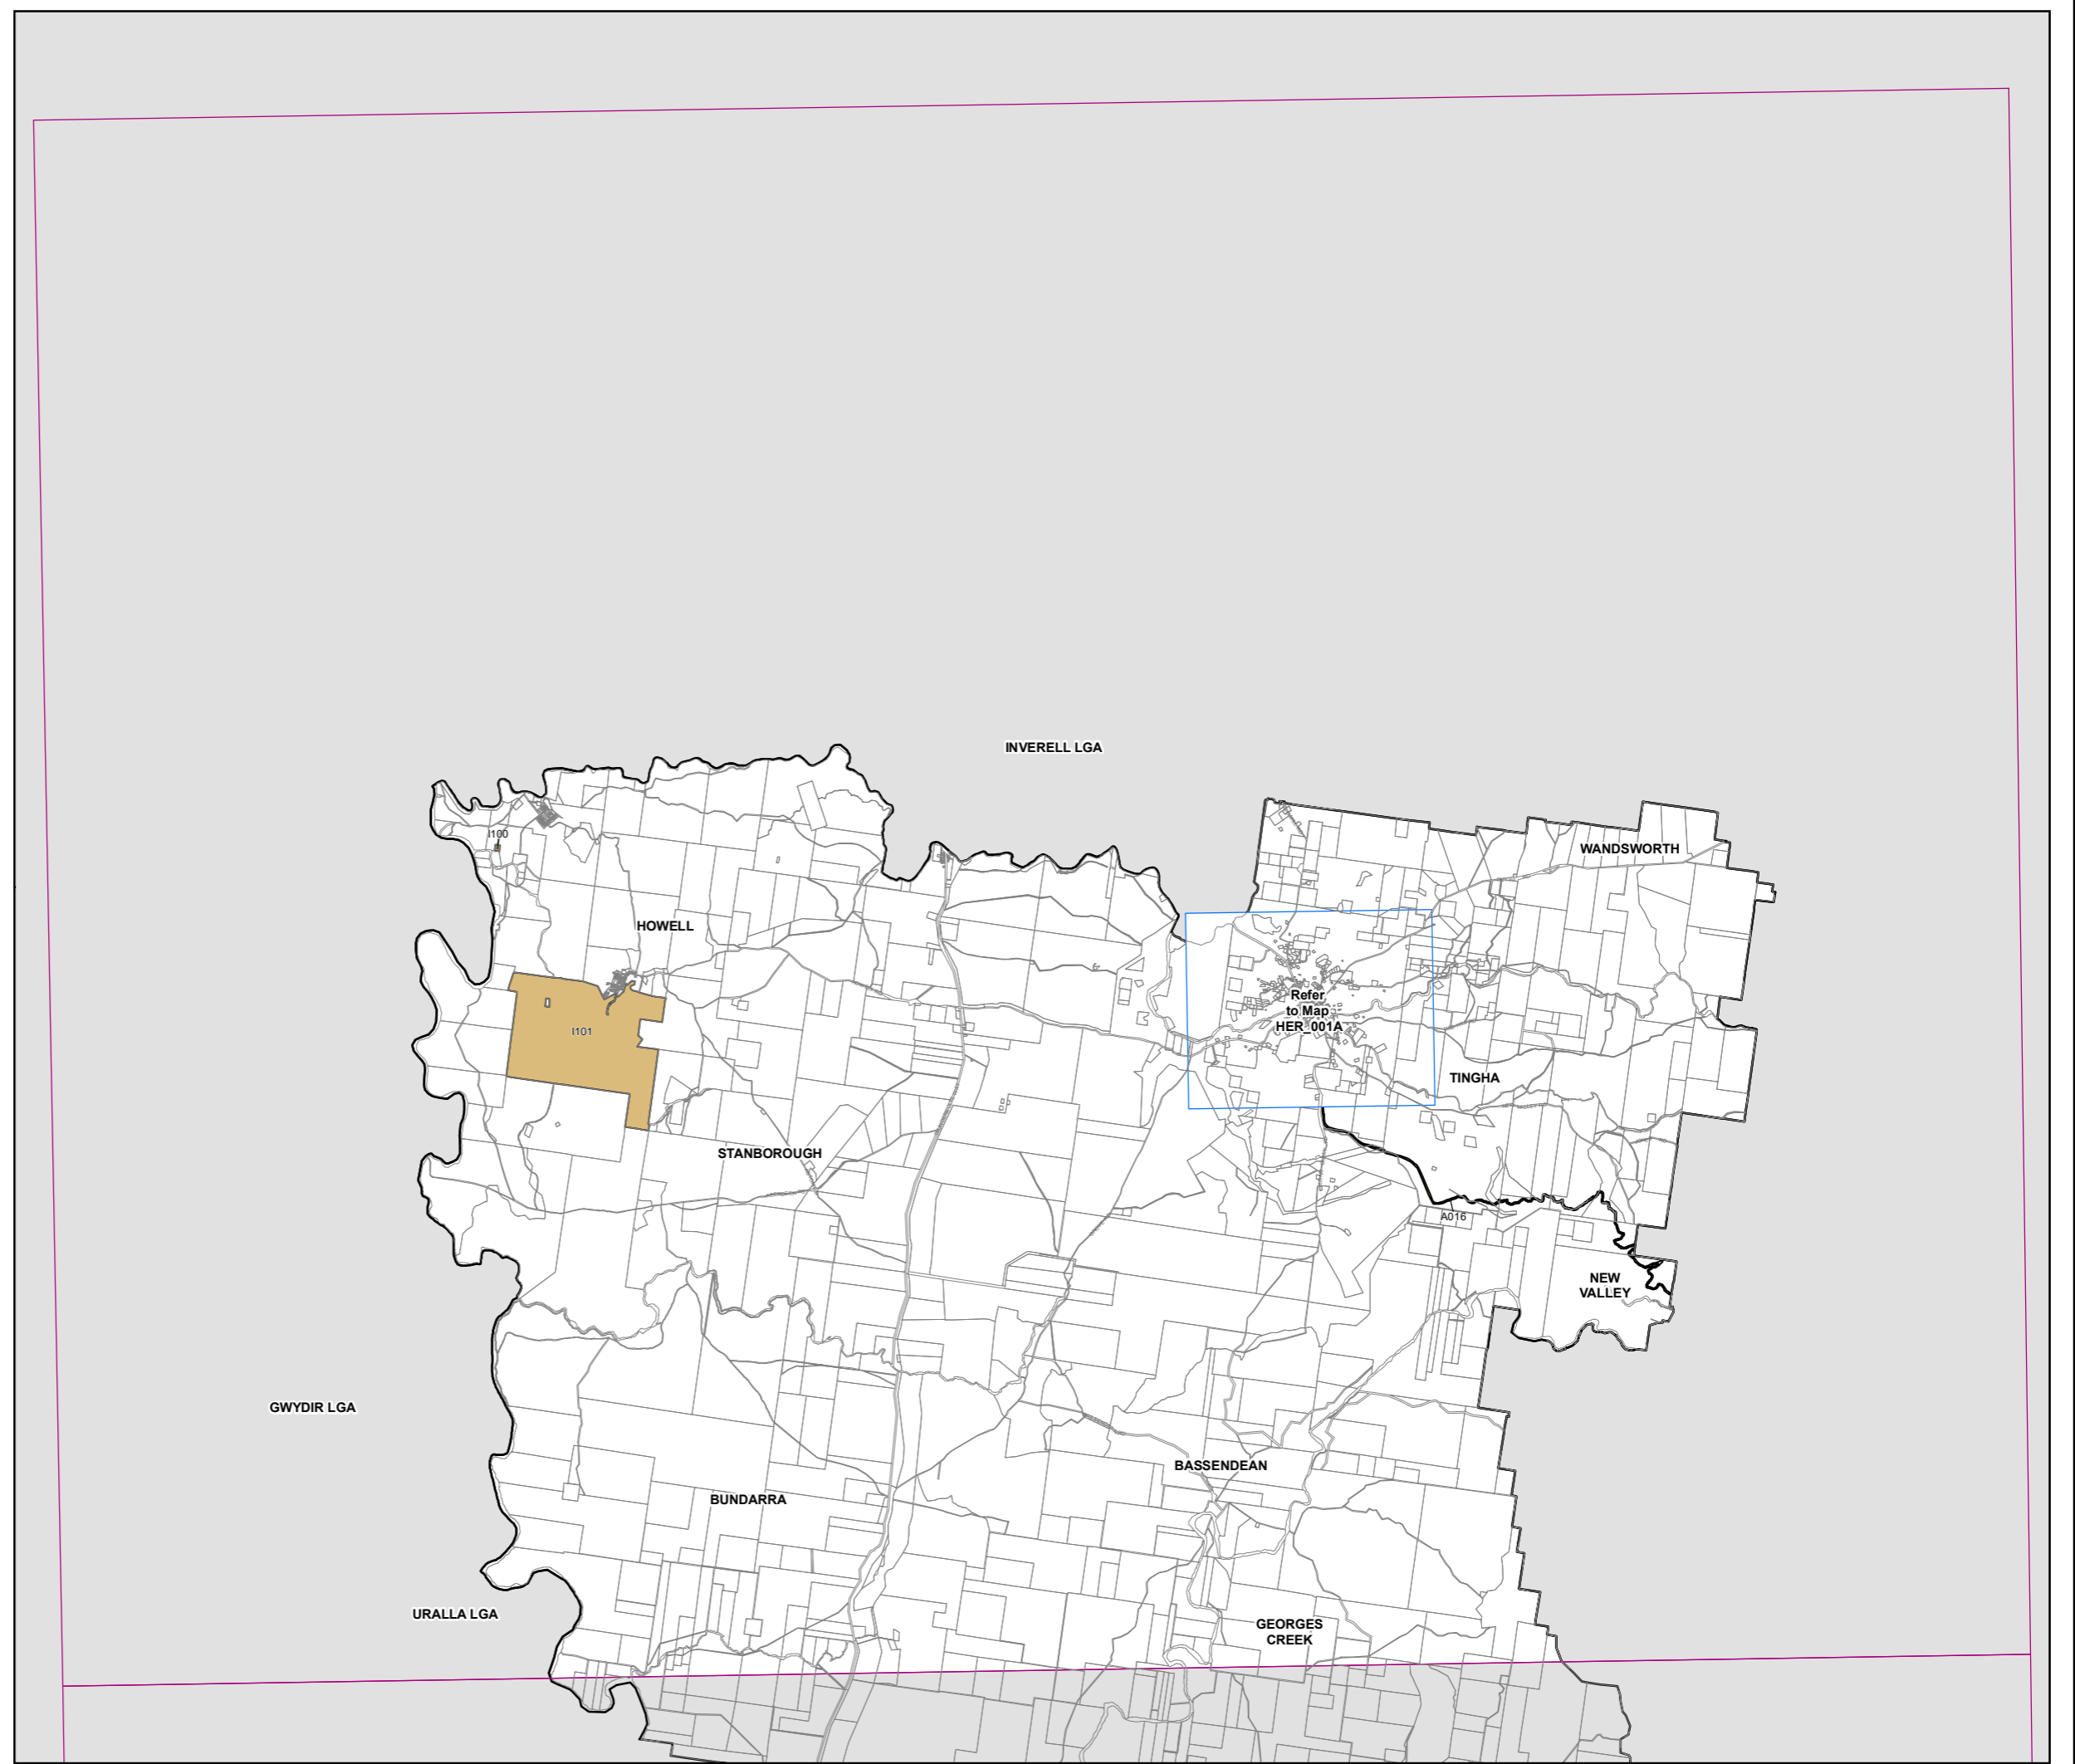 INVERELL LGA
I100
WANDSWORTH
HOWELL
Refer
to Map
HER_001A
I101
TINGHA
STANBOROUGH
A016
NEW
VALLEY
GWYDIR LGA
BASSENDEAN
BUNDARRA
URALLA LGA
GEORGES
CREEK